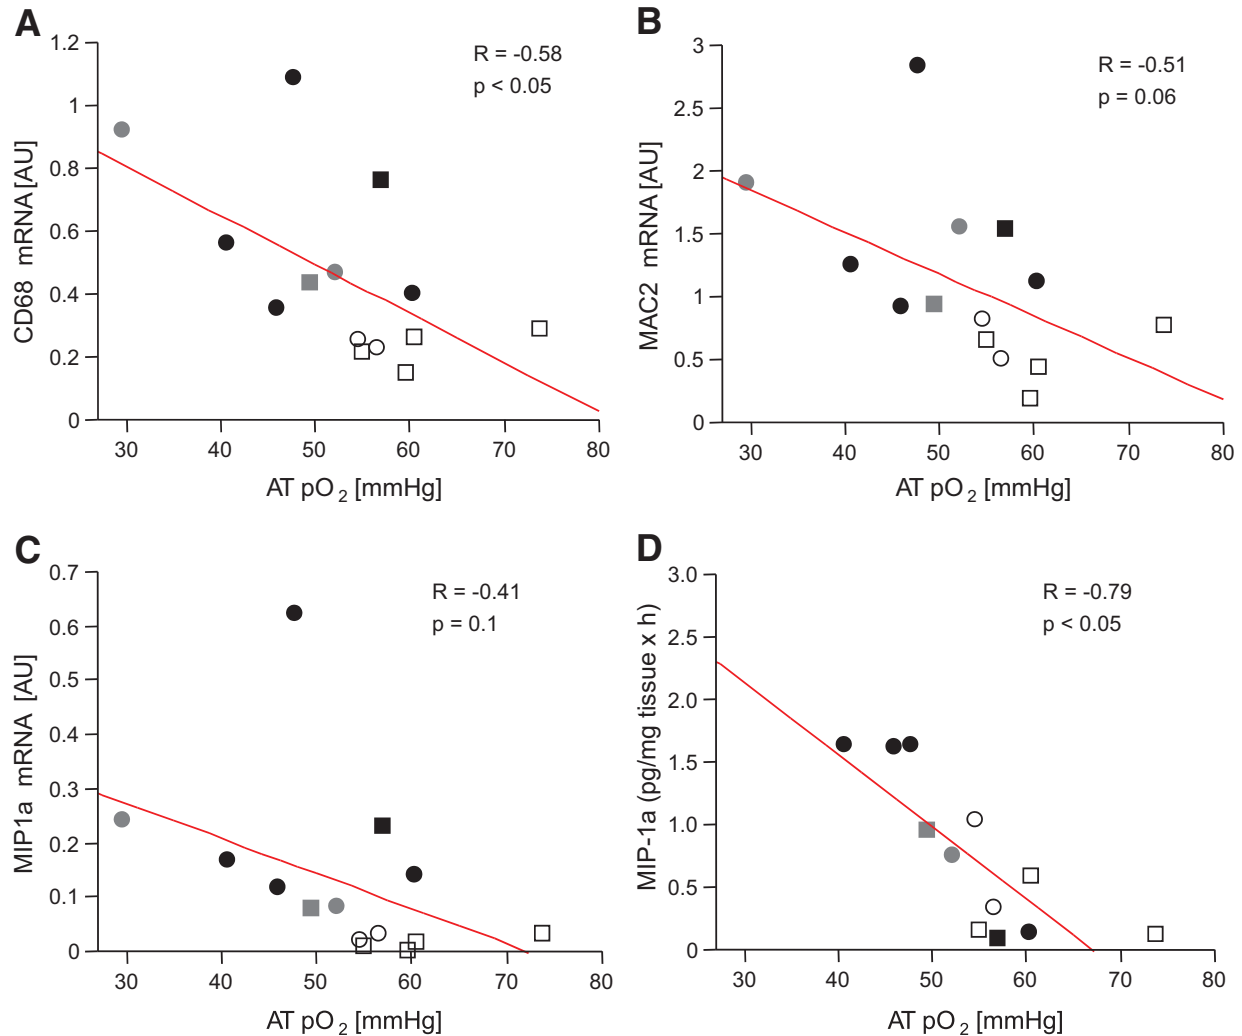 A
1.2
1
0.8
0.6
0.4
0.2
0
CD68 mRNA [AU]
R = -0.58
p < 0.05
30 40 50 60 70 80
AT pO2 [mmHg]
B
3
2.5
2
1.5
1
0.5
0
MAC2 mRNA [AU]
R = -0.51
p = 0.06
30 40 50 60 70 80
AT pO2 [mmHg]
C
0.7
0.6
0.5
0.4
0.3
0.2
0.1
0
MIP1a mRNA [AU]
R = -0.41
p = 0.1
30 40 50 60 70 80
AT pO2 [mmHg]
D
3.0
2.5
2.0
1.5
1.0
0.5
0
MIP-1a (pg/mg tissue x h)
R = -0.79
p < 0.05
30 40 50 60 70 80
AT pO2 [mmHg]